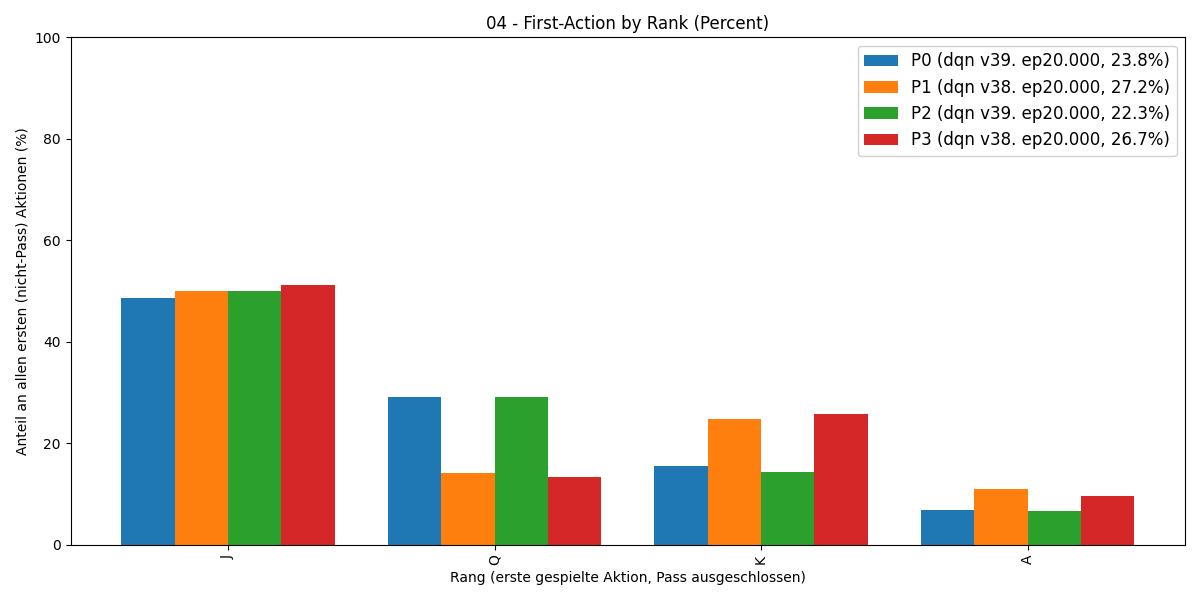 04 - First-Action by Rank (Percent)
Anteil an allen ersten (nicht-Pass) Aktionen (%)
100
80
60
40
20
0
P0 (dqn v39. ep20.000, 23.8%)
P1 (dqn v38. ep20.000, 27.2%)
P2 (dqn v39. ep20.000, 22.3%)
P3 (dqn v38. ep20.000, 26.7%)
J
Q
K
A
Rang (erste gespielte Aktion, Pass ausgeschlossen)